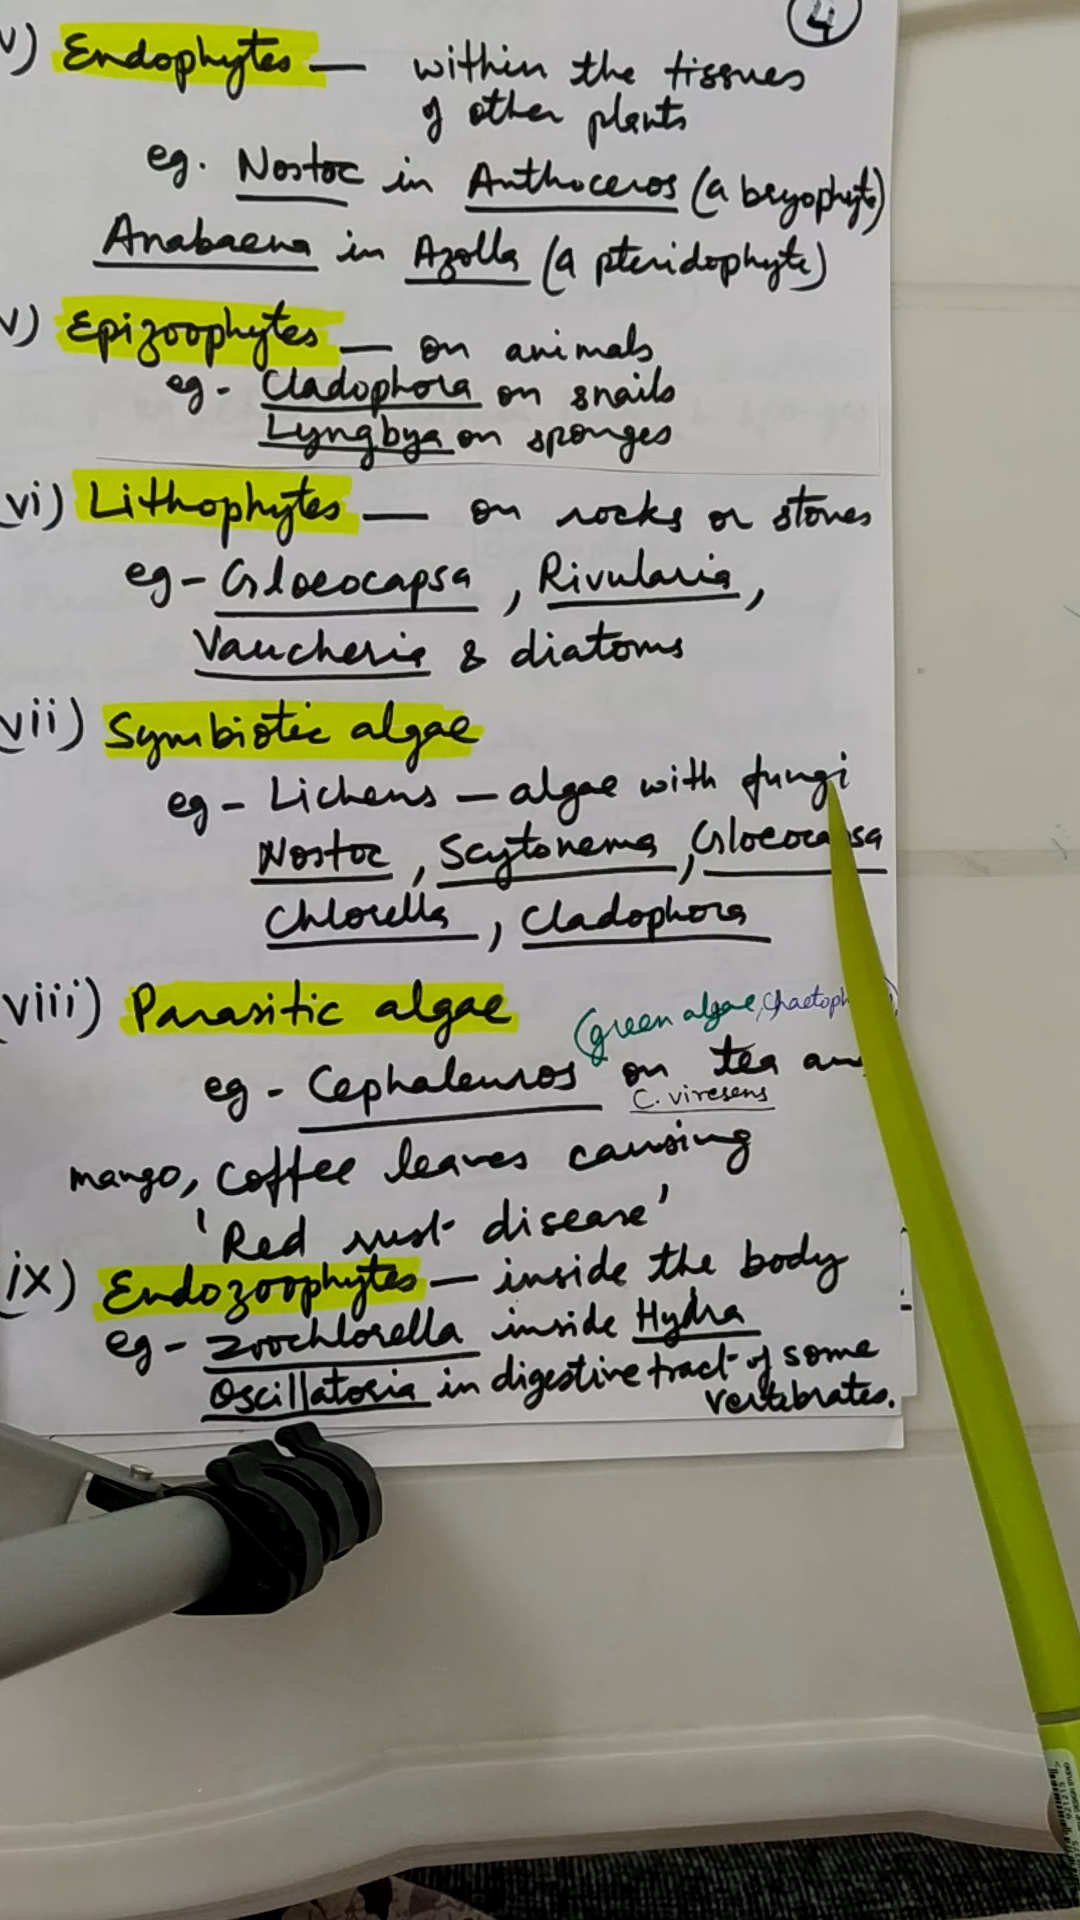 4
v) Endophytes — within the tissues
of other plants
eg. Nostoc in Anthoceros (a bryophyte)
Anabaena in Azolla (a pteridophyte)
v) Epizoophytes — on animals
eg - Cladophora on snails
Lyngbya on sponges
vi) Lithophytes — on rocks or stones
eg - Gloeocapsa, Rivularia,
Vaucheria & diatoms
vii) Symbiotic algae
eg - Lichens — algae with fungi
Nostoc, Scytonema, Gloeocapsa
Chlorella, Cladophora
viii) Parasitic algae
(green algae,
eg - Cephaleuros on tea
C. viresens
mango, coffee leaves causing
'Red rust disease'
ix) Endozoophytes — inside the body
eg - Zoochlorella inside Hydra
Oscillatoria in digestive tract of some
vertebrates.